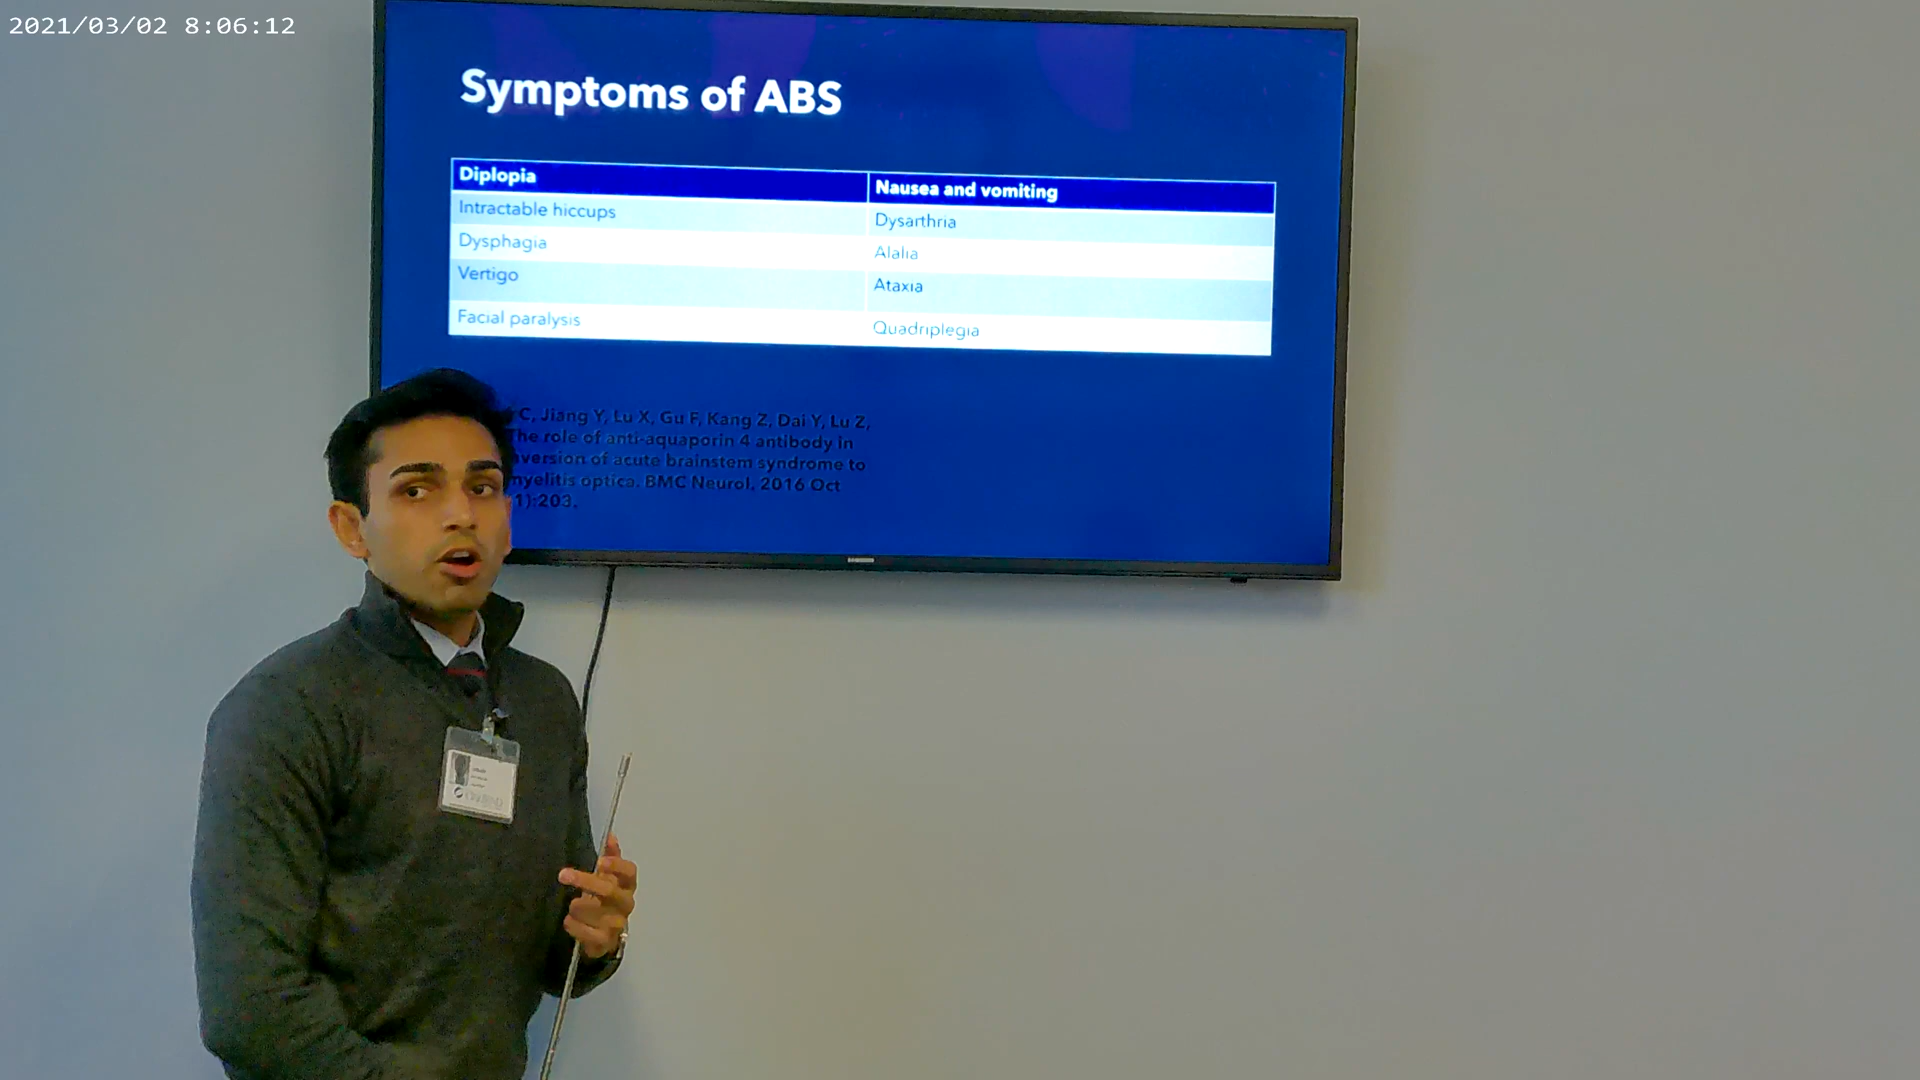 2021/03/02 8:06:12
Symptoms of ABS
Diplopia
Nausea and vomiting
Intractable hiccups
Dysarthria
Dysphagia
Alalia
Vertigo
Ataxia
Facial paralysis
Quadriplegia
C, Jiang Y, Lu X, Gu F, Kang Z, Dai Y, Lu Z,
The role of anti-aquaporin 4 antibody in
version of acute brainstem syndrome to
myelitis optica. BMC Neurol. 2016 Oct
1):203.